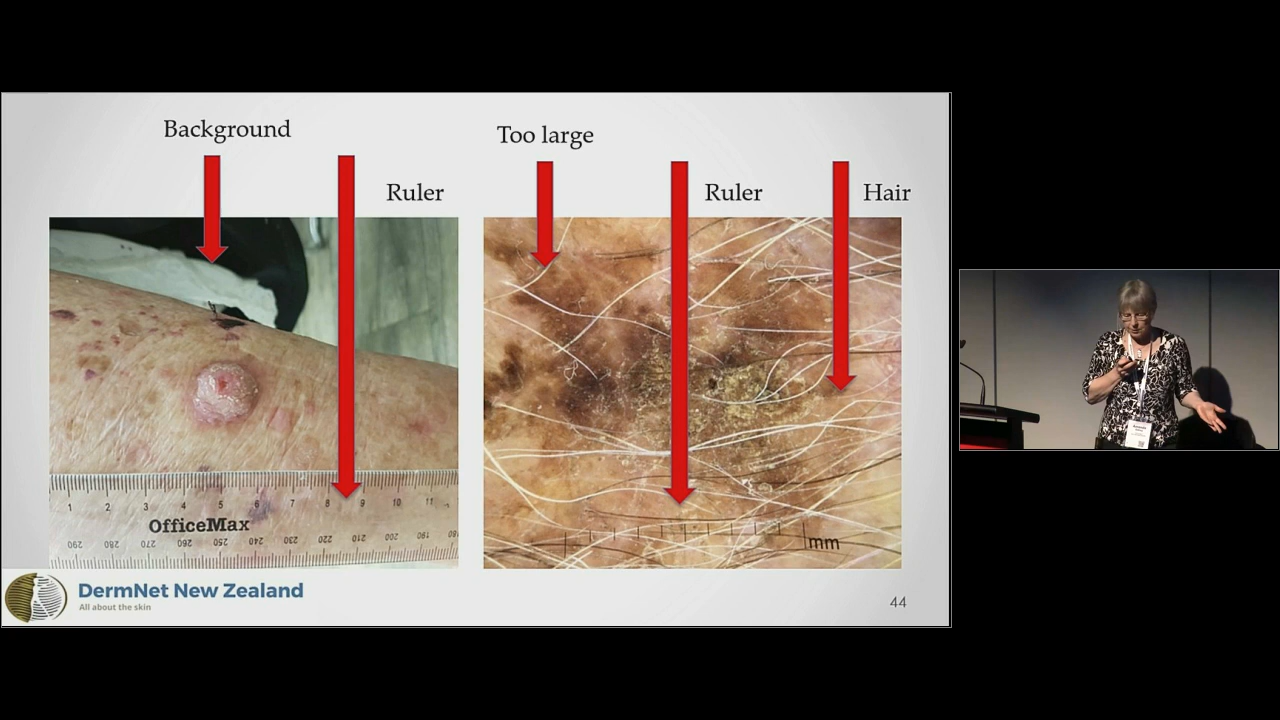 Background
Too large
Ruler
Ruler
Hair
1 2 3 4 5 6 7 8 9 10 11
OfficeMax
290 280 270 260 250 240 230 220 210 200 190
mm
DermNet New Zealand
All about the skin
44